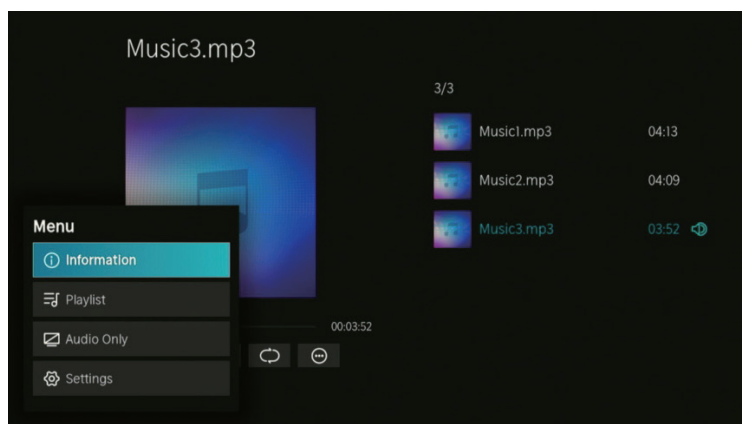 Music3.mp3
3/3
Music1.mp3 04:13
Music2.mp3 04:09
Music3.mp3 03:52
Menu
Information
Playlist
Audio Only
Settings
00:03:52